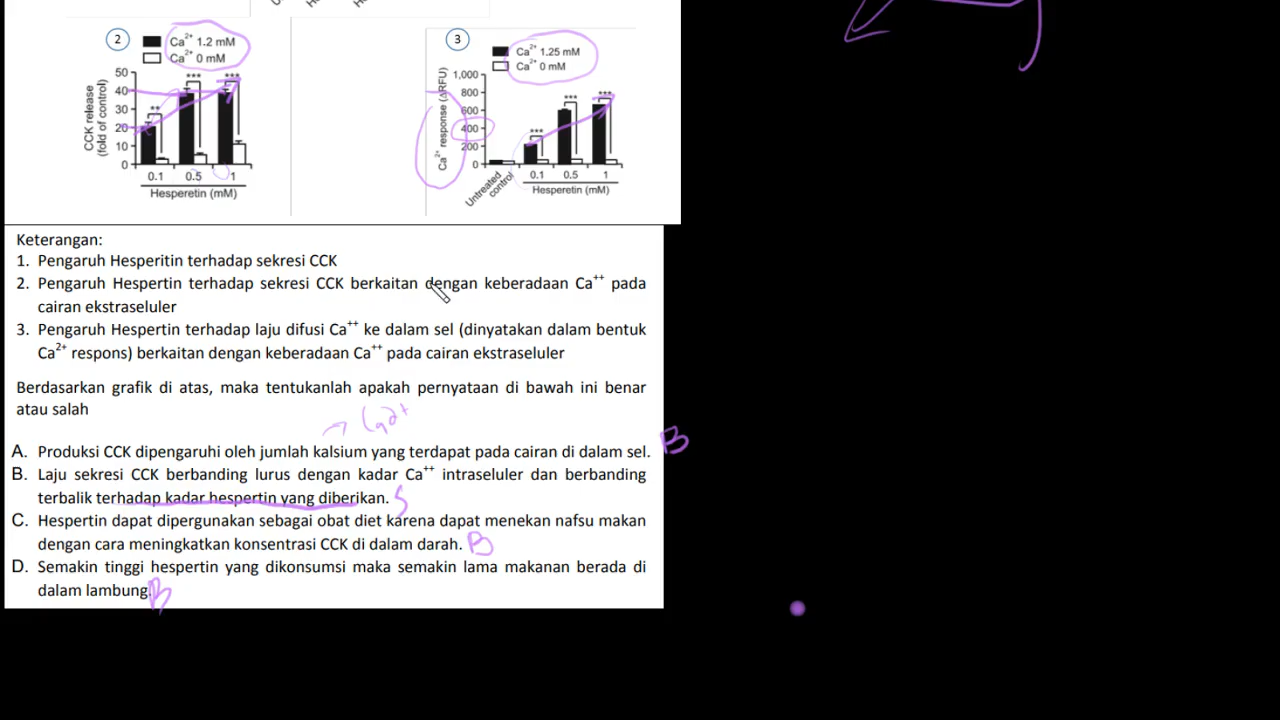 2
Ca2+ 1.2 mM
Ca2+ 0 mM
CCK release
(fold of control)
50
40
30
20
10
0
** *** ***
0.1 0.5 1
Hesperetin (mM)
3
Ca2+ 1.25 mM
Ca2+ 0 mM
Ca2+ response (ΔRFU)
1,000
800
600
400
200
0
*** *** ***
Untreated
control
0.1 0.5 1
Hesperetin (mM)
Keterangan:
1. Pengaruh Hesperitin terhadap sekresi CCK
2. Pengaruh Hespertin terhadap sekresi CCK berkaitan dengan keberadaan Ca++ pada
cairan ekstraseluler
3. Pengaruh Hespertin terhadap laju difusi Ca++ ke dalam sel (dinyatakan dalam bentuk
Ca2+ respons) berkaitan dengan keberadaan Ca++ pada cairan ekstraseluler
Berdasarkan grafik di atas, maka tentukanlah apakah pernyataan di bawah ini benar
atau salah
Ca2+
A. Produksi CCK dipengaruhi oleh jumlah kalsium yang terdapat pada cairan di dalam sel. B
B. Laju sekresi CCK berbanding lurus dengan kadar Ca++ intraseluler dan berbanding
terbalik terhadap kadar hespertin yang diberikan. S
C. Hespertin dapat dipergunakan sebagai obat diet karena dapat menekan nafsu makan
dengan cara meningkatkan konsentrasi CCK di dalam darah. B
D. Semakin tinggi hespertin yang dikonsumsi maka semakin lama makanan berada di
dalam lambung. B